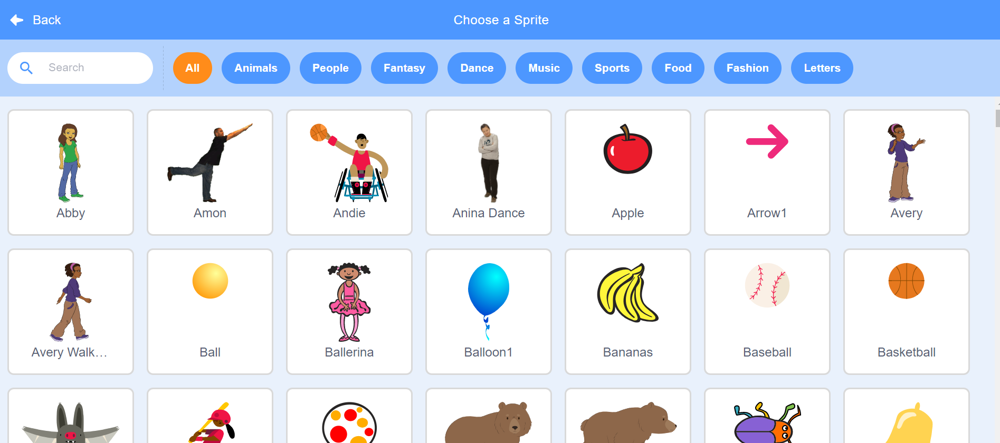 Back
Choose a Sprite
Search
All
Animals
People
Fantasy
Dance
Music
Sports
Food
Fashion
Letters
Abby
Amon
Andie
Anina Dance
Apple
Arrow1
Avery
Avery Walk…
Ball
Ballerina
Balloon1
Bananas
Baseball
Basketball